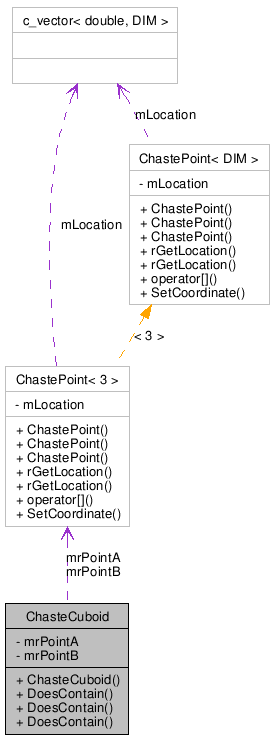 c_vector< double, DIM >
mLocation
ChastePoint< DIM >
- mLocation
+ ChastePoint()
+ ChastePoint()
+ ChastePoint()
+ rGetLocation()
+ rGetLocation()
+ operator[]()
+ SetCoordinate()
mLocation
< 3 >
ChastePoint< 3 >
- mLocation
+ ChastePoint()
+ ChastePoint()
+ ChastePoint()
+ rGetLocation()
+ rGetLocation()
+ operator[]()
+ SetCoordinate()
mrPointA
mrPointB
ChasteCuboid
- mrPointA
- mrPointB
+ ChasteCuboid()
+ DoesContain()
+ DoesContain()
+ DoesContain()